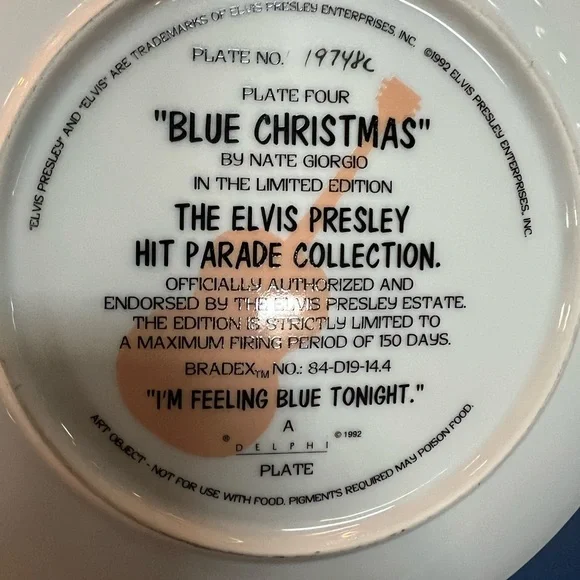 "ELVIS PRESLEY" AND "ELVIS" ARE TRADEMARKS OF ELVIS PRESLEY ENTERPRISES, INC. ©1992 ELVIS PRESLEY ENTERPRISES, INC.
PLATE NO. 19748C
PLATE FOUR
"BLUE CHRISTMAS"
BY NATE GIORGIO
IN THE LIMITED EDITION
THE ELVIS PRESLEY
HIT PARADE COLLECTION.
OFFICIALLY AUTHORIZED AND
ENDORSED BY THE ELVIS PRESLEY ESTATE.
THE EDITION IS STRICTLY LIMITED TO
A MAXIMUM FIRING PERIOD OF 150 DAYS.
BRADEX™ NO.: 84-D19-14.4
"I'M FEELING BLUE TONIGHT."
A
® DELPHI ©1992
PLATE
ART OBJECT - NOT FOR USE WITH FOOD. PIGMENTS REQUIRED MAY POISON FOOD.